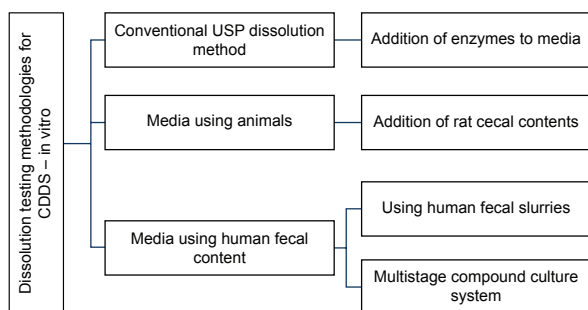 Dissolution testing methodologies for
CDDS – in vitro
Conventional USP dissolution
method
Addition of enzymes to media
Media using animals
Addition of rat cecal contents
Media using human fecal
content
Using human fecal slurries
Multistage compound culture
system